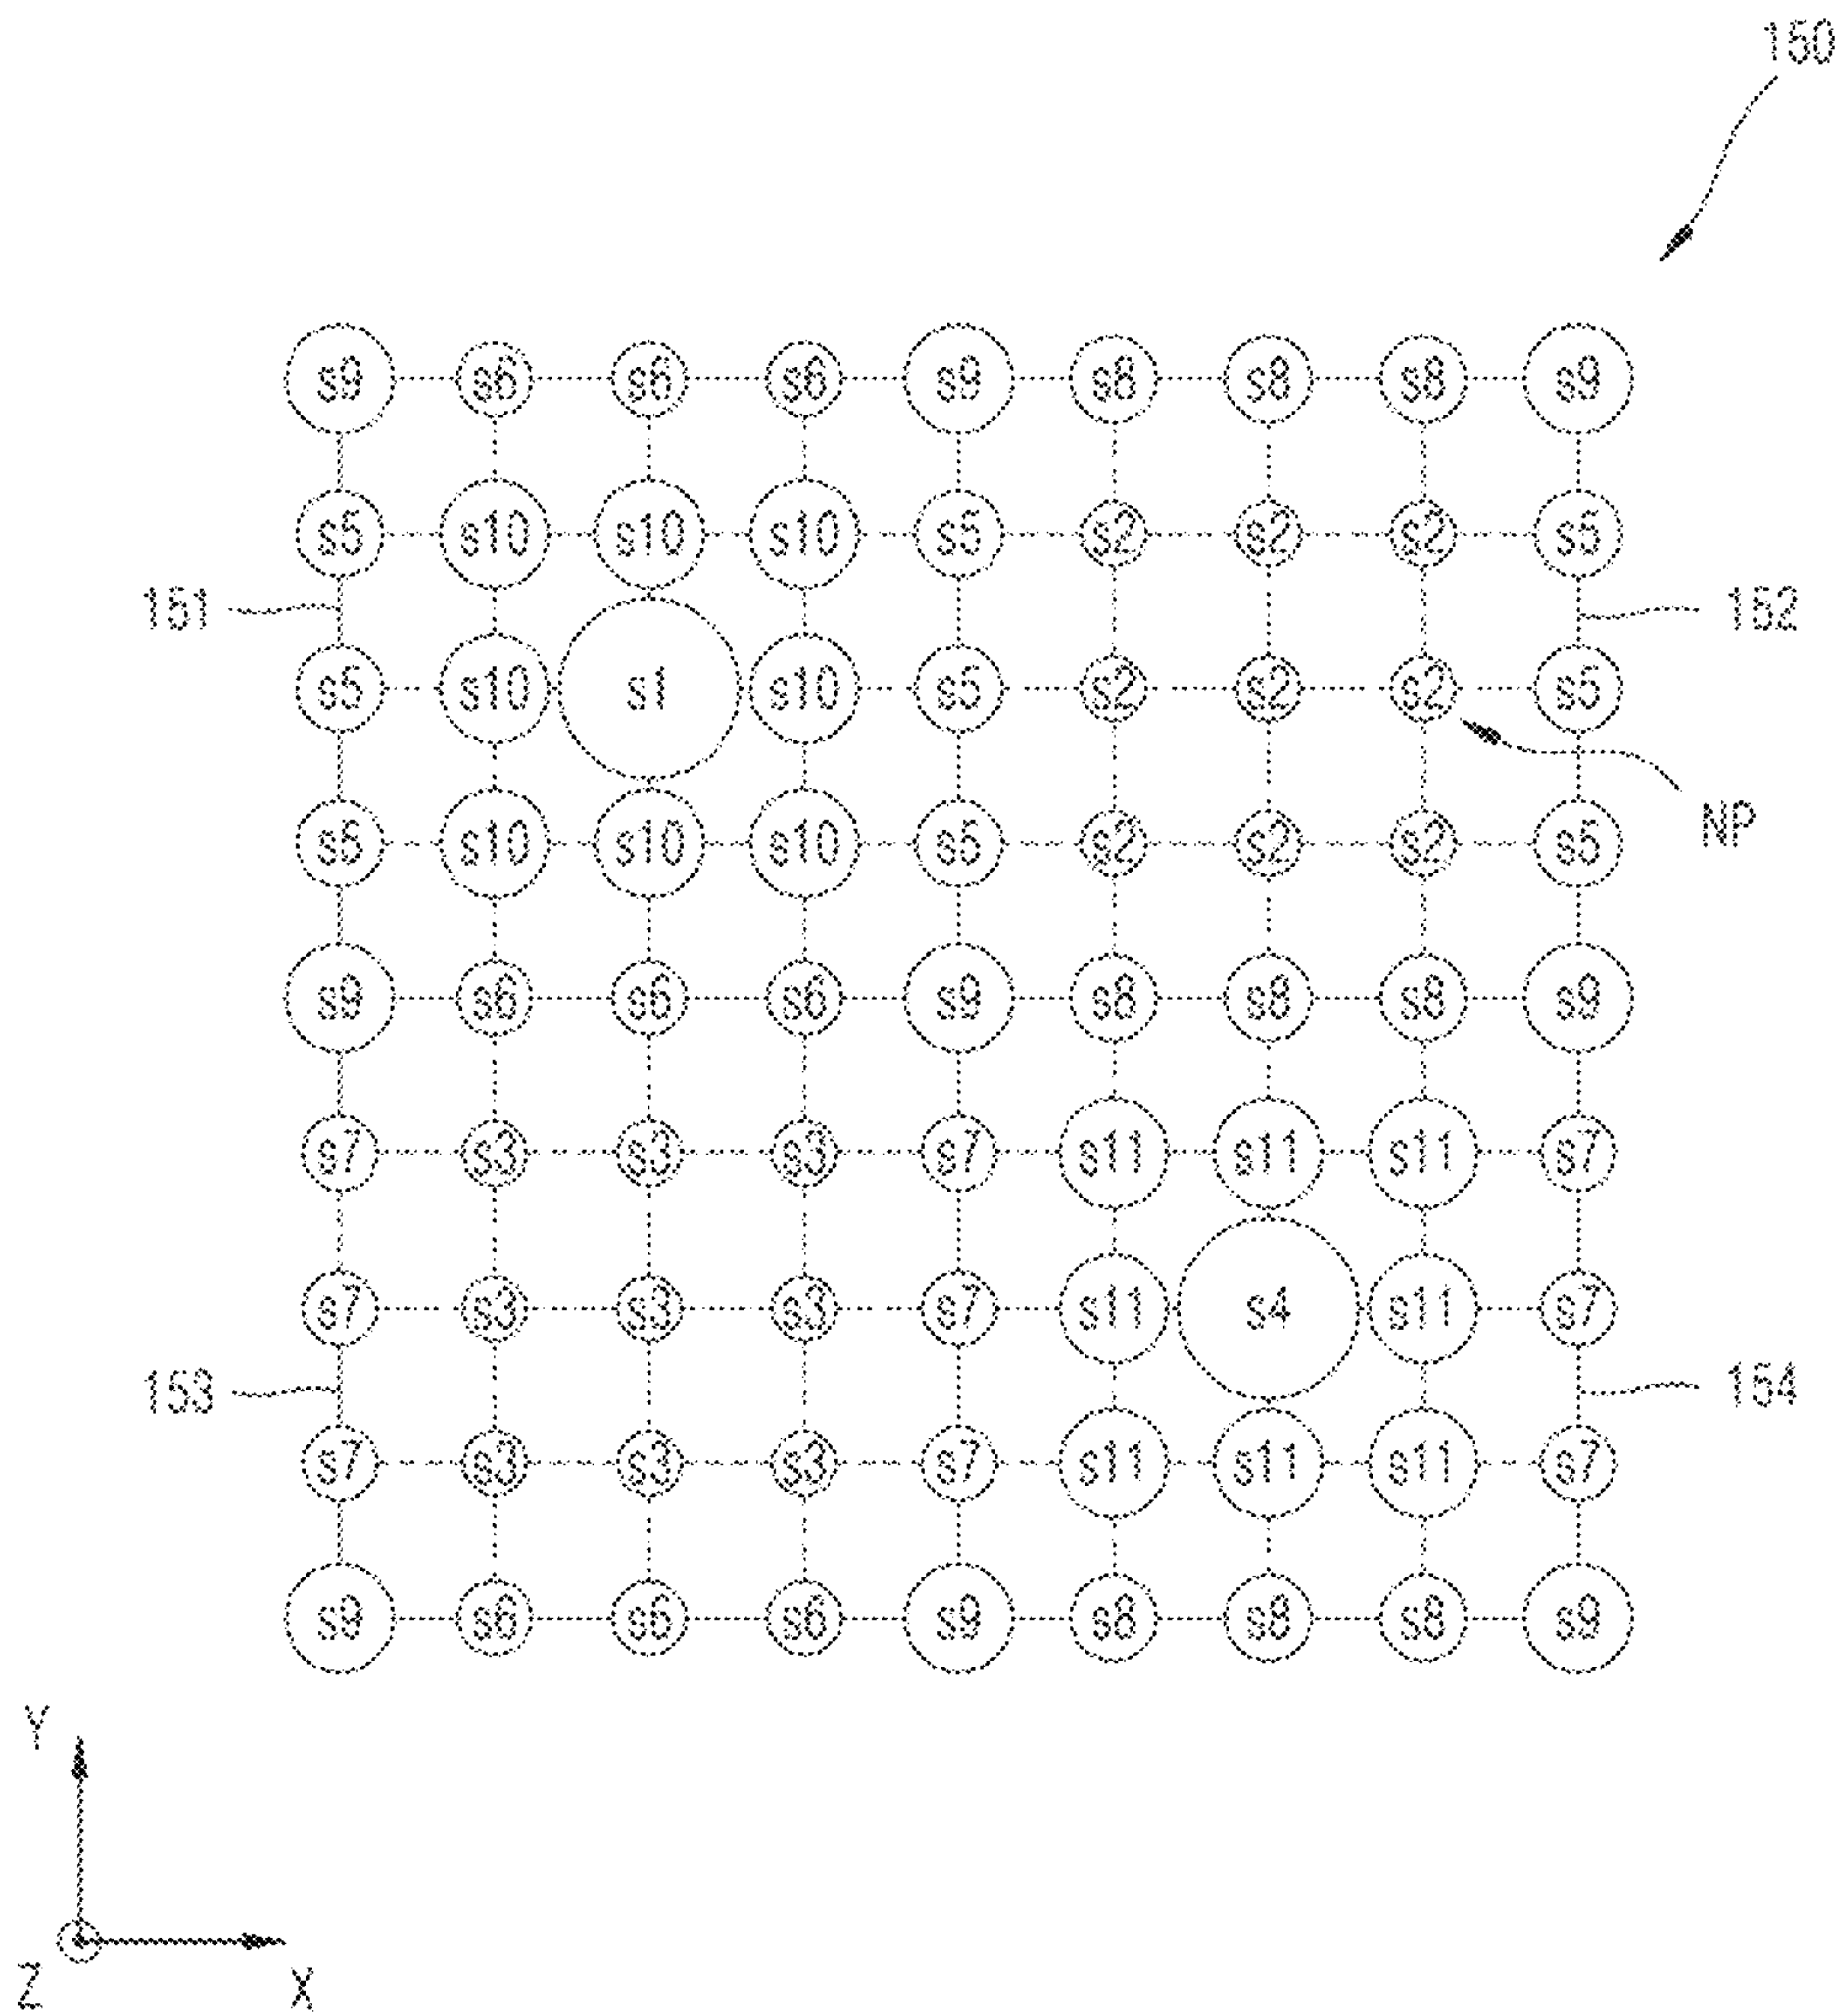 150
s9 s6 s6 s6 s9 s8 s8 s8 s9
s5 s10 s10 s10 s5 s2 s2 s2 s5
151 152
s5 s10 s1 s10 s5 s2 s2 s2 s5
NP
s5 s10 s10 s10 s5 s2 s2 s2 s5
s9 s6 s6 s6 s9 s8 s8 s8 s9
s7 s3 s3 s3 s7 s11 s11 s11 s7
s7 s3 s3 s3 s7 s11 s4 s11 s7
153 154
s7 s3 s3 s3 s7 s11 s11 s11 s7
s9 s6 s6 s6 s9 s8 s8 s8 s9
Y
Z X